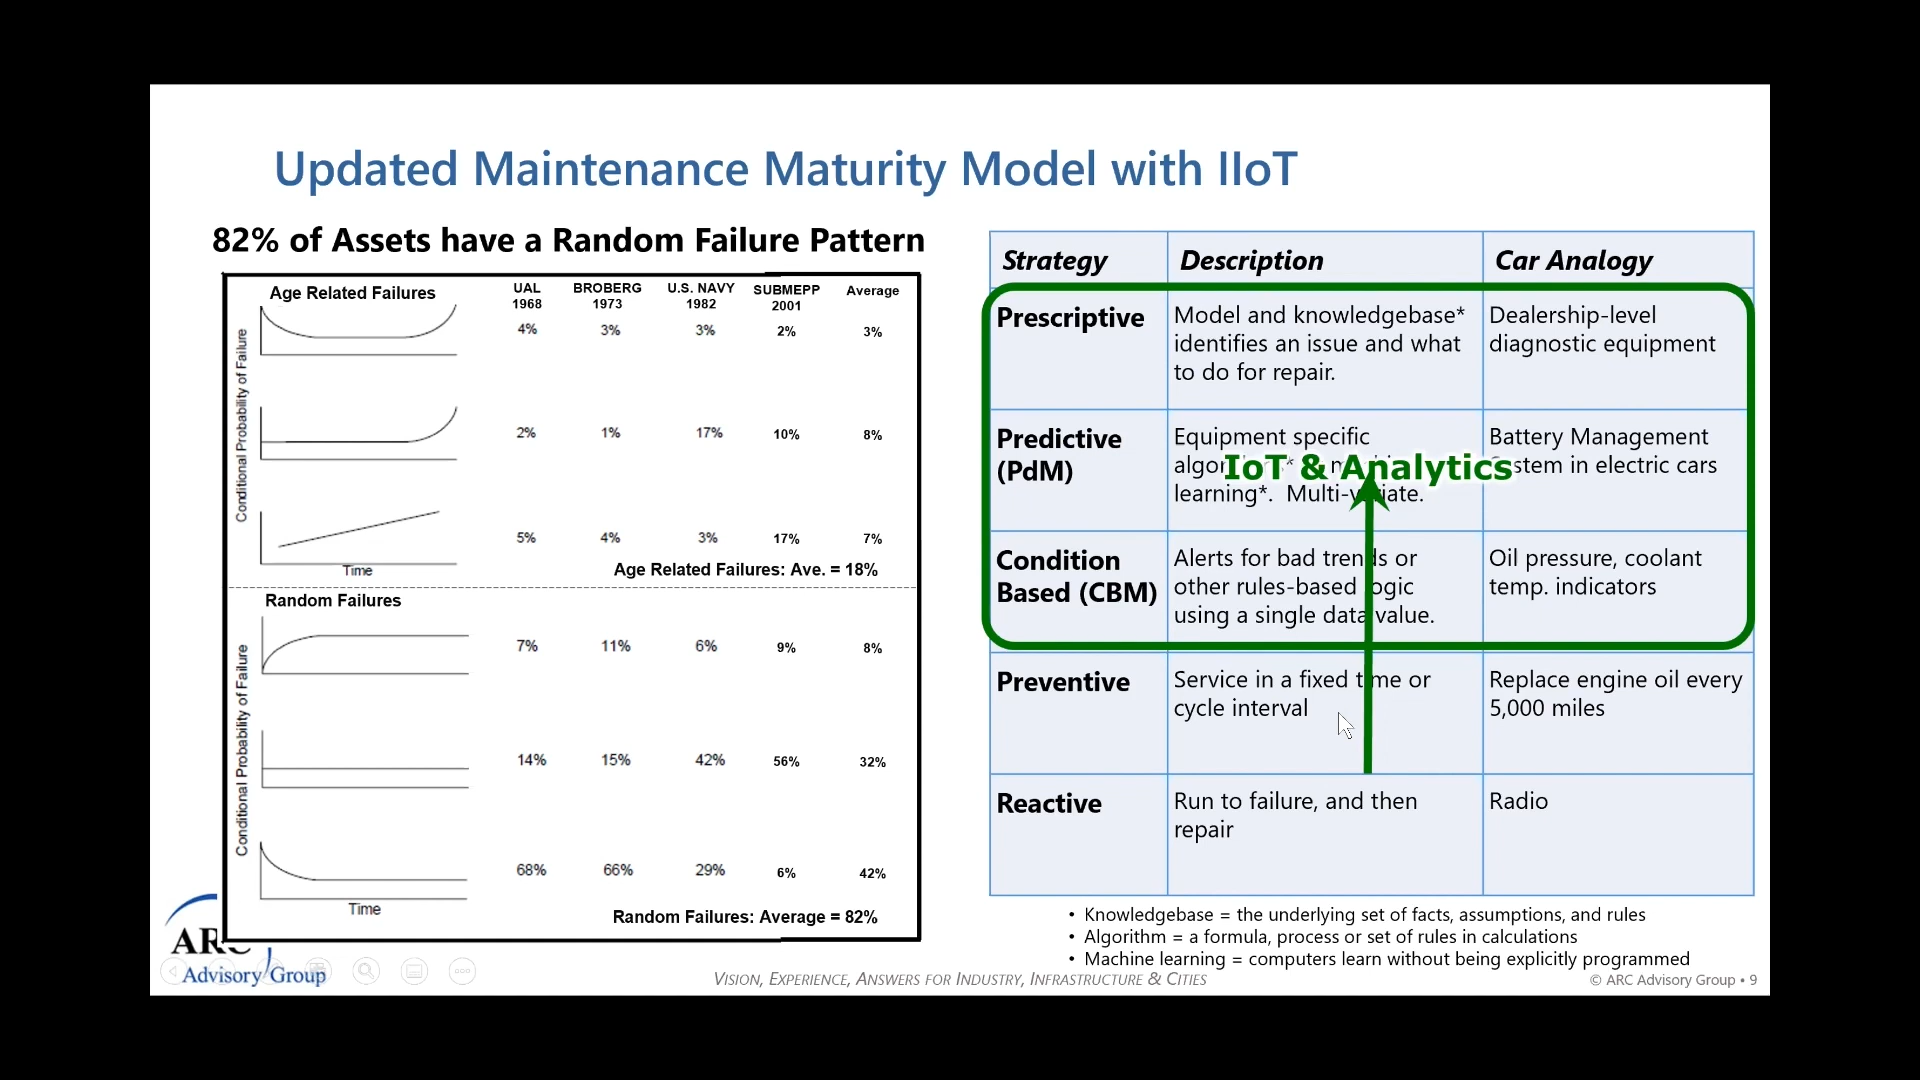 Updated Maintenance Maturity Model with IIoT
82% of Assets have a Random Failure Pattern
Age Related Failures
UAL 1968
BROBERG 1973
U.S. NAVY 1982
SUBMEPP 2001
Average
4% 3% 3% 2% 3%
Conditional Probability of Failure
2% 1% 17% 10% 8%
5% 4% 3% 17% 7%
Time
Age Related Failures: Ave. = 18%
Random Failures
7% 11% 6% 9% 8%
Conditional Probability of Failure
14% 15% 42% 56% 32%
68% 66% 29% 6% 42%
Time
Random Failures: Average = 82%
Strategy Description Car Analogy
Prescriptive
Model and knowledgebase*
identifies an issue and what
to do for repair.
Dealership-level
diagnostic equipment
Predictive
(PdM)
Equipment specific
learning*. Multi-variate.
Battery Management
System in electric cars
IoT & Analytics
Condition
Based (CBM)
Alerts for bad trends or
other rules-based logic
using a single data value.
Oil pressure, coolant
temp. indicators
Preventive
Service in a fixed time or
cycle interval
Replace engine oil every
5,000 miles
Reactive
Run to failure, and then
repair
Radio
• Knowledgebase = the underlying set of facts, assumptions, and rules
• Algorithm = a formula, process or set of rules in calculations
• Machine learning = computers learn without being explicitly programmed
ARC
Advisory Group
VISION, EXPERIENCE, ANSWERS FOR INDUSTRY, INFRASTRUCTURE & CITIES
© ARC Advisory Group • 9